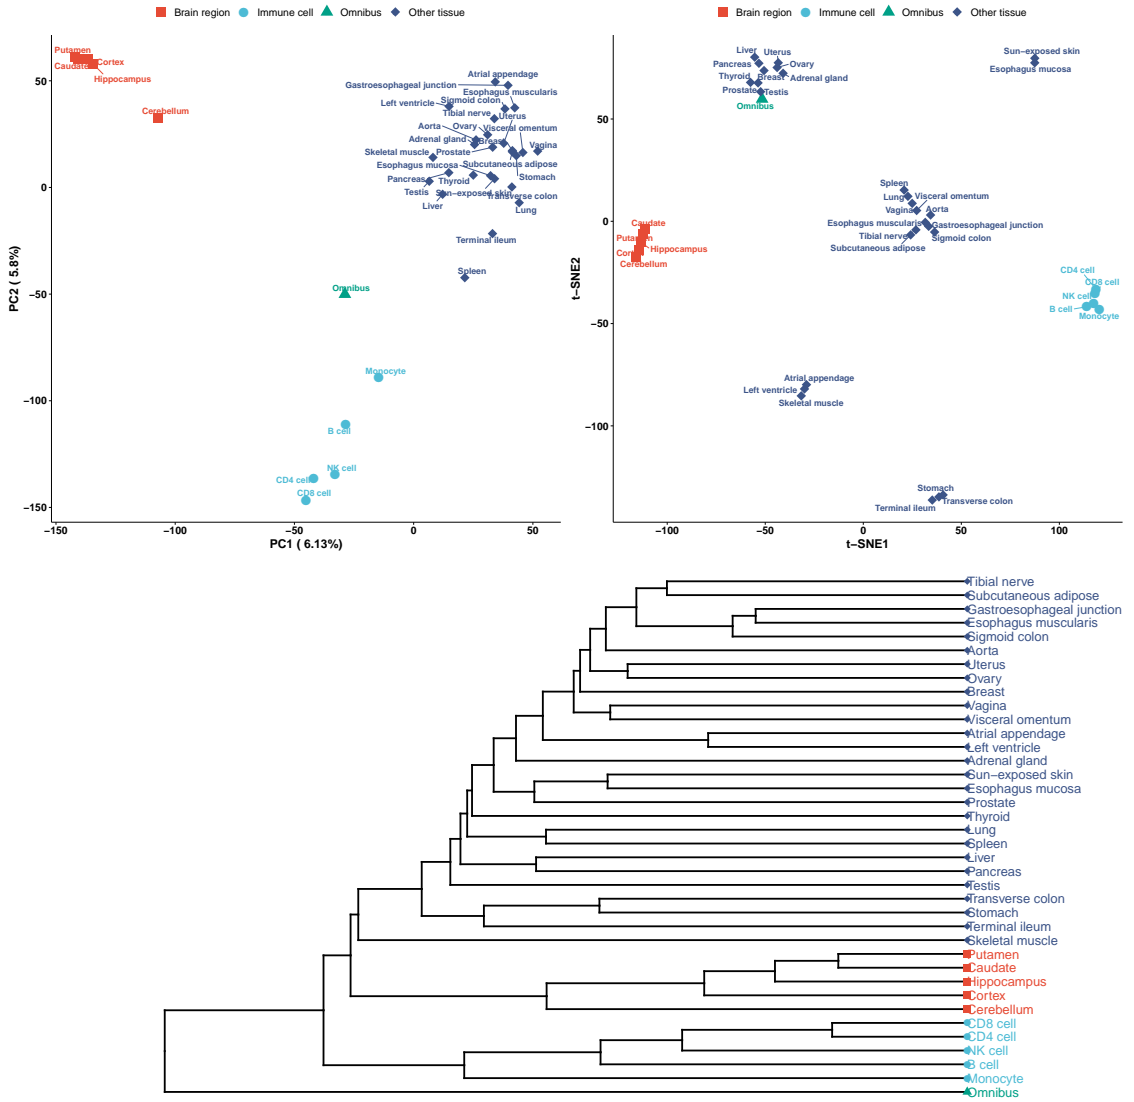 Brain region Immune cell Omnibus Other tissue
Putamen
Caudate
Cortex
Hippocampus
Cerebellum
Atrial appendage
Gastroesophageal junction
Esophagus muscularis
Left ventricle
Sigmoid colon
Tibial nerve
Uterus
Aorta
Ovary
Visceral omentum
Adrenal gland
Breast
Vagina
Skeletal muscle
Prostate
Subcutaneous adipose
Esophagus mucosa
Stomach
Pancreas
Thyroid
Testis
Sun−exposed skin
Transverse colon
Liver
Lung
Terminal ileum
Spleen
Omnibus
Monocyte
B cell
NK cell
CD4 cell
CD8 cell
50
0
−50
−100
−150
PC2 ( 5.8%)
−150 −100 −50 0 50
PC1 ( 6.13%)
Brain region Immune cell Omnibus Other tissue
Liver
Uterus
Pancreas
Ovary
Thyroid
Breast
Adrenal gland
Prostate
Testis
Omnibus
Sun−exposed skin
Esophagus mucosa
Spleen
Lung
Visceral omentum
Vagina
Aorta
Esophagus muscularis
Gastroesophageal junction
Tibial nerve
Sigmoid colon
Subcutaneous adipose
Caudate
Putamen
Hippocampus
Cortex
Cerebellum
CD4 cell
CD8 cell
NK cell
B cell
Monocyte
Atrial appendage
Left ventricle
Skeletal muscle
Stomach
Transverse colon
Terminal ileum
50
0
−50
−100
t−SNE2
−100 −50 0 50 100
t−SNE1
Tibial nerve
Subcutaneous adipose
Gastroesophageal junction
Esophagus muscularis
Sigmoid colon
Aorta
Uterus
Ovary
Breast
Vagina
Visceral omentum
Atrial appendage
Left ventricle
Adrenal gland
Sun−exposed skin
Esophagus mucosa
Prostate
Thyroid
Lung
Spleen
Liver
Pancreas
Testis
Transverse colon
Stomach
Terminal ileum
Skeletal muscle
Putamen
Caudate
Hippocampus
Cortex
Cerebellum
CD8 cell
CD4 cell
NK cell
B cell
Monocyte
Omnibus